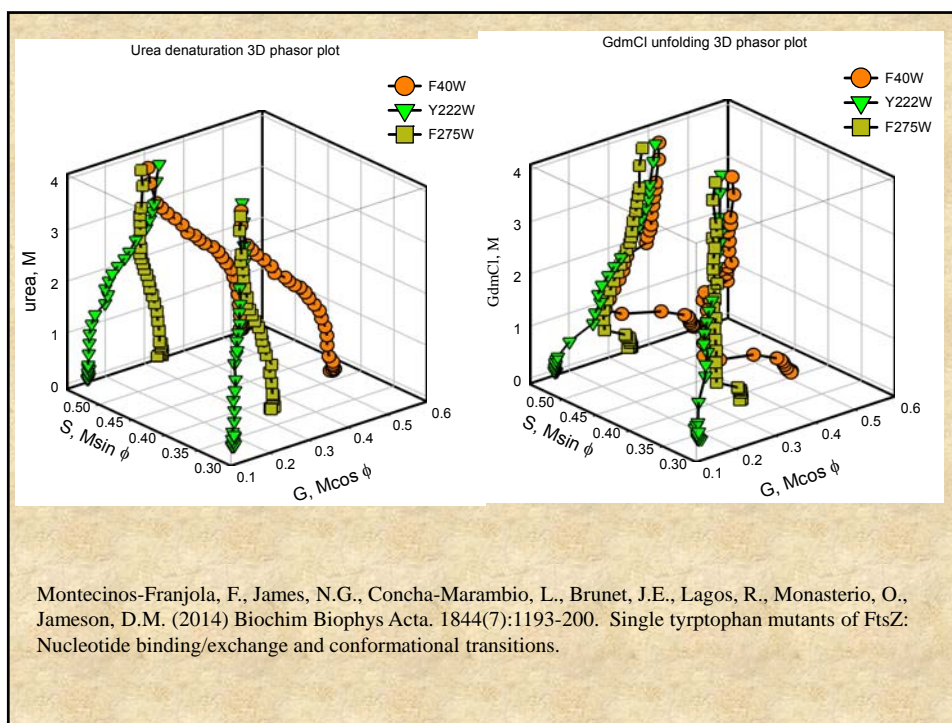 Urea denaturation 3D phasor plot
F40W
Y222W
F275W
4
3
2
1
0
urea, M
0.50
0.45
0.40
0.35
0.30
S, Msin ϕ
0.1
0.2
0.3
0.4
0.5
0.6
G, Mcos ϕ
GdmCl unfolding 3D phasor plot
F40W
Y222W
F275W
4
3
2
1
0
GdmCl, M
0.50
0.45
0.40
0.35
0.30
S, Msin ϕ
0.1
0.2
0.3
0.4
0.5
0.6
G, Mcos ϕ
Montecinos-Franjola, F., James, N.G., Concha-Marambio, L., Brunet, J.E., Lagos, R., Monasterio, O.,
Jameson, D.M. (2014) Biochim Biophys Acta. 1844(7):1193-200. Single tyrptophan mutants of FtsZ:
Nucleotide binding/exchange and conformational transitions.